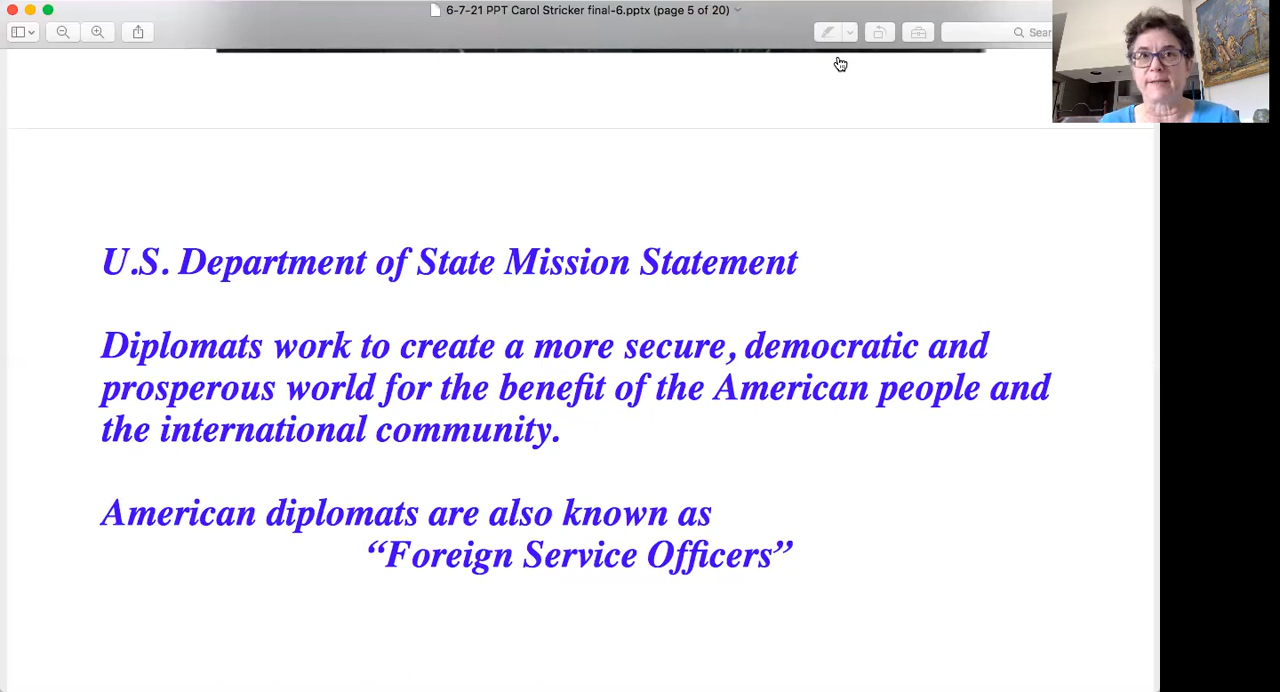 6-7-21 PPT Carol Stricker final-6.pptx (page 5 of 20)
Sear
U.S. Department of State Mission Statement
Diplomats work to create a more secure, democratic and
prosperous world for the benefit of the American people and
the international community.
American diplomats are also known as
“Foreign Service Officers”